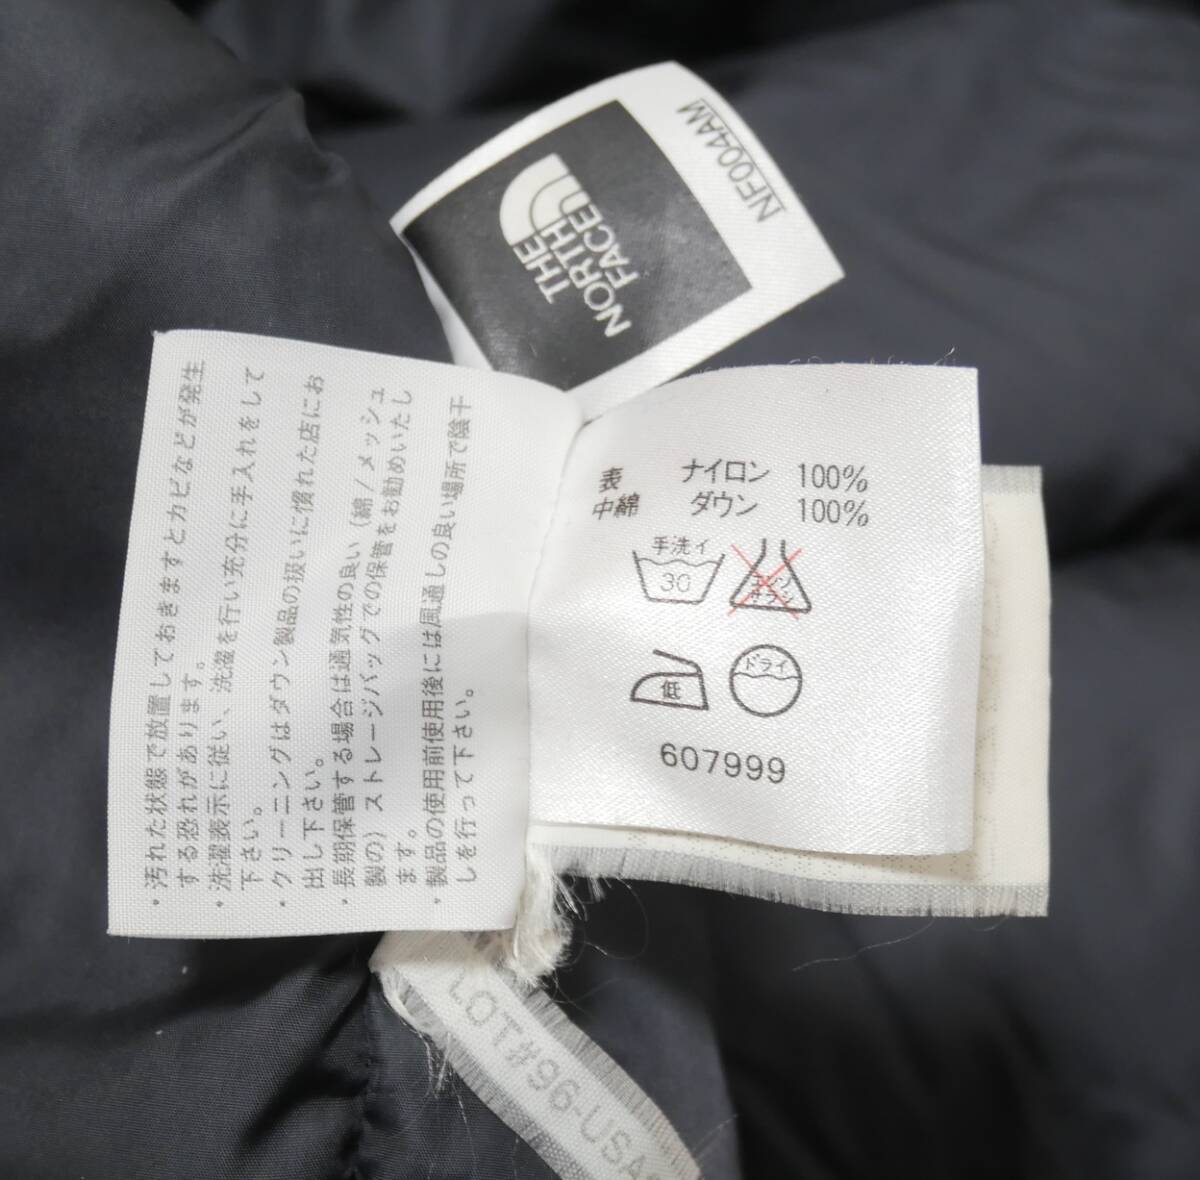 THE
NORTH
FACE
NF004AM
・汚れた状態で放置しておきますとカビなどが発生
する恐れがあります。
・洗濯表示に従い、洗濯を行い充分に手入れをして
下さい。
・クリーニングはダウン製品の扱いに慣れた店にお
出し下さい。
・長期保管する場合は通気性の良い（綿／メッシュ
製の）ストレージバッグでの保管をお勧めいたし
ます。
・製品の使用前使用後には風通しの良い場所で陰干
しを行って下さい。
表 ナイロン 100%
中綿 ダウン 100%
手洗イ
30
エンソ
サラシ
低
ドライ
607999
LOT#96-USA